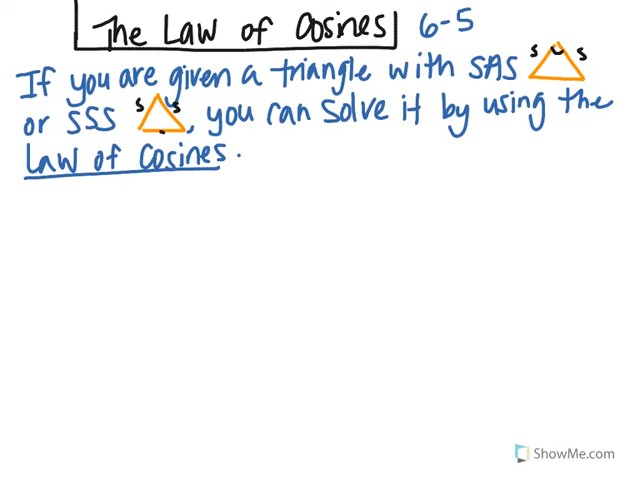 The Law of Cosines 6-5
If you are given a triangle with SAS S S
or SSS S S, you can solve it by using the
Law of Cosines.
ShowMe.com